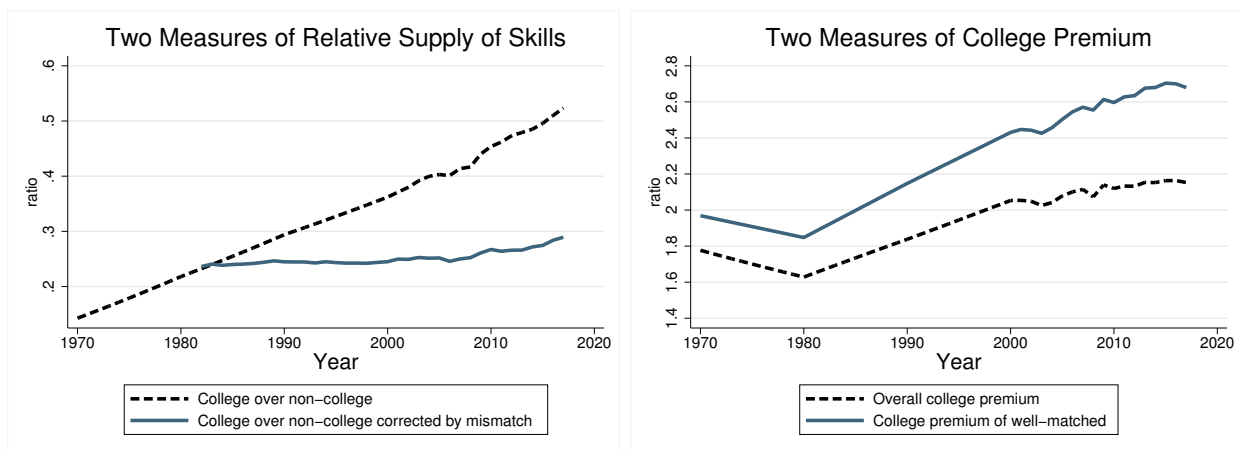 Two Measures of Relative Supply of Skills
.6
.5
.4
.3
.2
ratio
1970 1980 1990 2000 2010 2020
Year
College over non−college
College over non−college corrected by mismatch
Two Measures of College Premium
2.8
2.6
2.4
2.2
2
1.8
1.6
1.4
ratio
1970 1980 1990 2000 2010 2020
Year
Overall college premium
College premium of well−matched